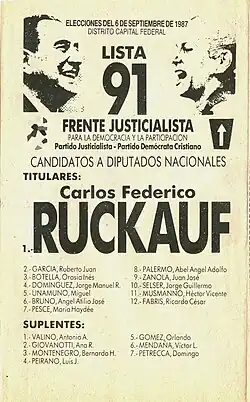 ELECCIONES DEL 6 DE SEPTIEMBRE DE 1987
DISTRITO CAPITAL FEDERAL
LISTA
91
FRENTE JUSTICIALISTA
PARA LA DEMOCRACIA Y LA PARTICIPACION
Partido Justicialista - Partido Demócrata Cristiano
CANDIDATOS A DIPUTADOS NACIONALES
TITULARES:
Carlos Federico
1.- RUCKAUF
2.- GARCIA, Roberto Juan
3.- BOTELLA, Orosia Inés
4.- DOMINGUEZ, Jorge Manuel R.
5.- UNAMUNO, Miguel
6.- BRUNO, Angel Atilio José
7.- PESCE, María Haydée
8.- PALERMO, Abel Angel Adolfo
9.- ZANOLA, Juan José
10.- SELSER, Jorge Guillermo
11.- MUSMANNO, Héctor Vicente
12.- FABRIS, Ricardo César
SUPLENTES:
1.- VALINO, Antonio A.
2.- GIOVANOTTI, Ana R.
3.- MONTENEGRO, Bernardo H.
4.- PEIRANO, Luis J.
5.- GOMEZ, Orlando
6.- MEDANA, Víctor L.
7.- PETRECCA, Domingo